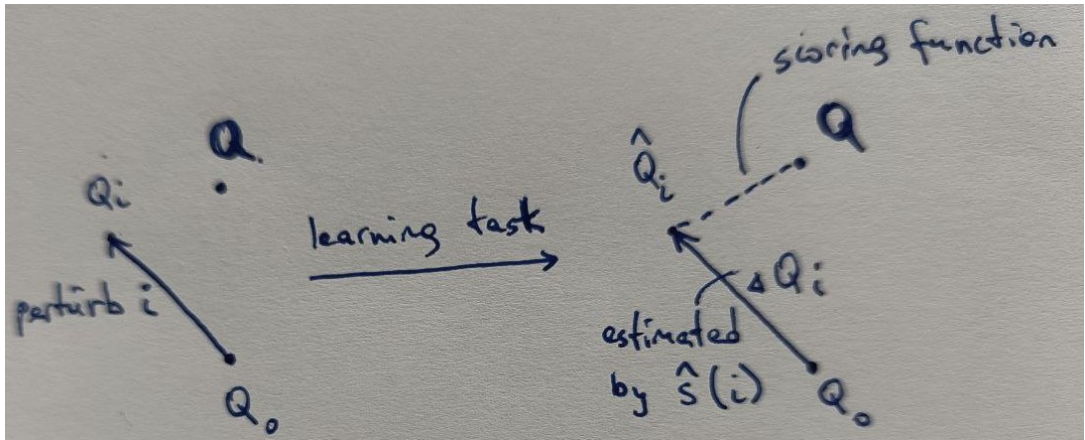 Q.
Qi
perturb i
Q₀
learning task
scoring function
Q
Q̂i
ΔQi
estimated
by ŝ(i)
Q₀